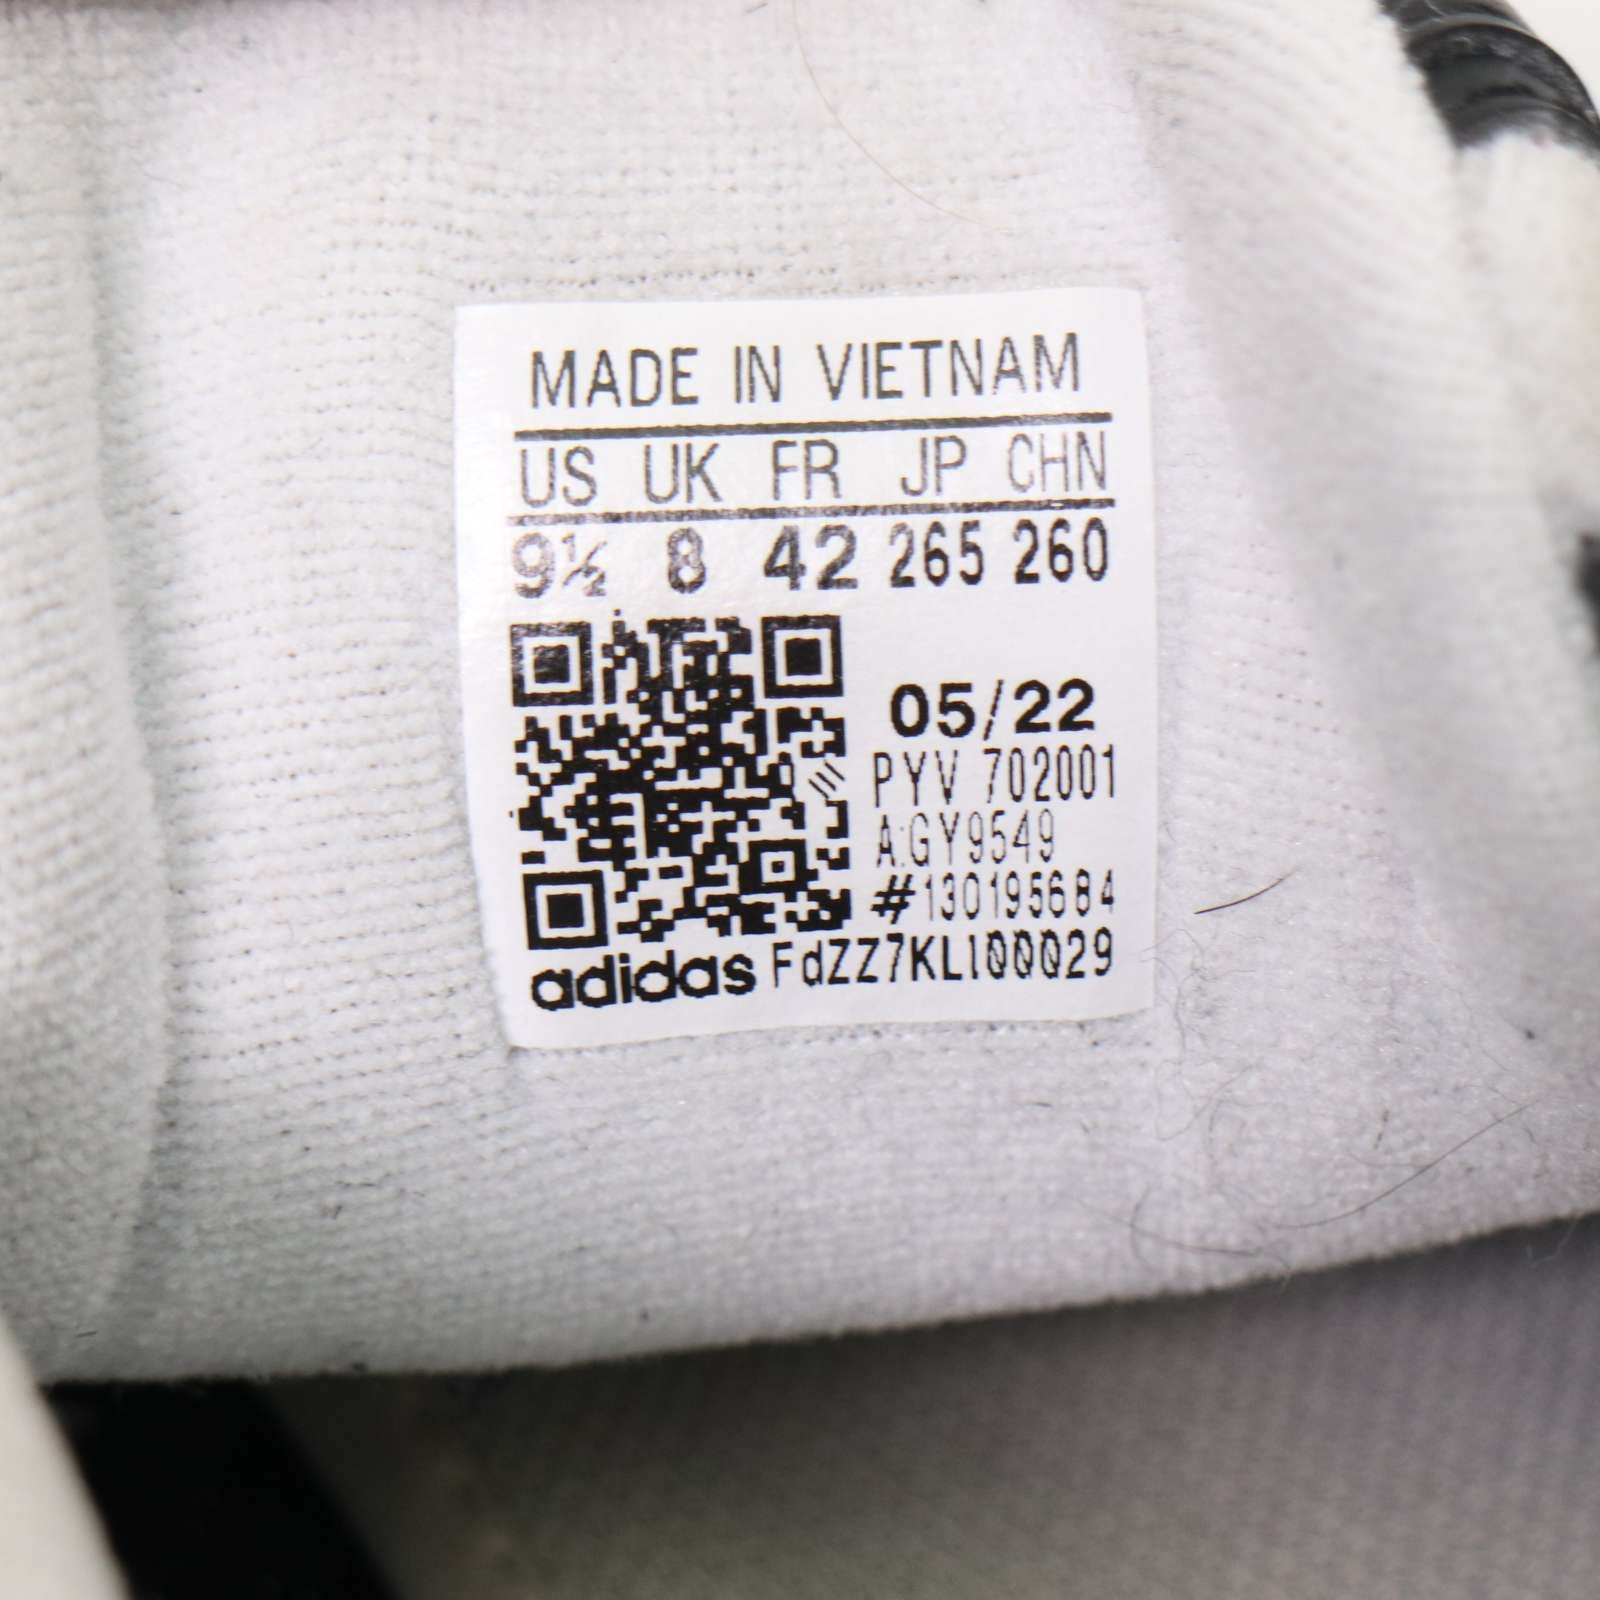 MADE IN VIETNAM
US UK FR JP CHN
9½ 8 42 265 260
05/22
PYV 702001
A:GY9549
#130195684
adidas FdZZ7KLI00029